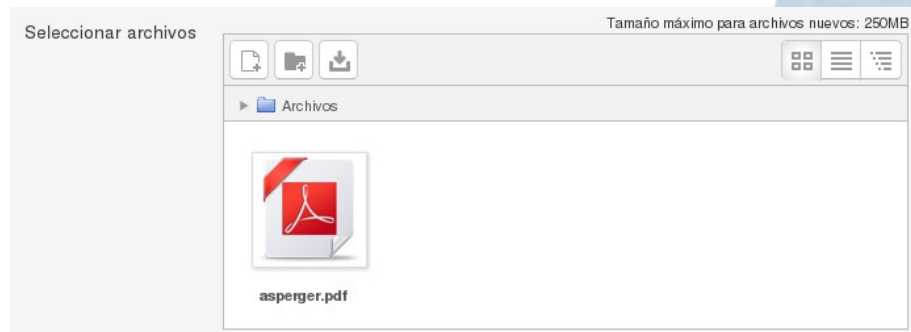 Tamaño máximo para archivos nuevos: 250MB
Seleccionar archivos
Archivos
asperger.pdf